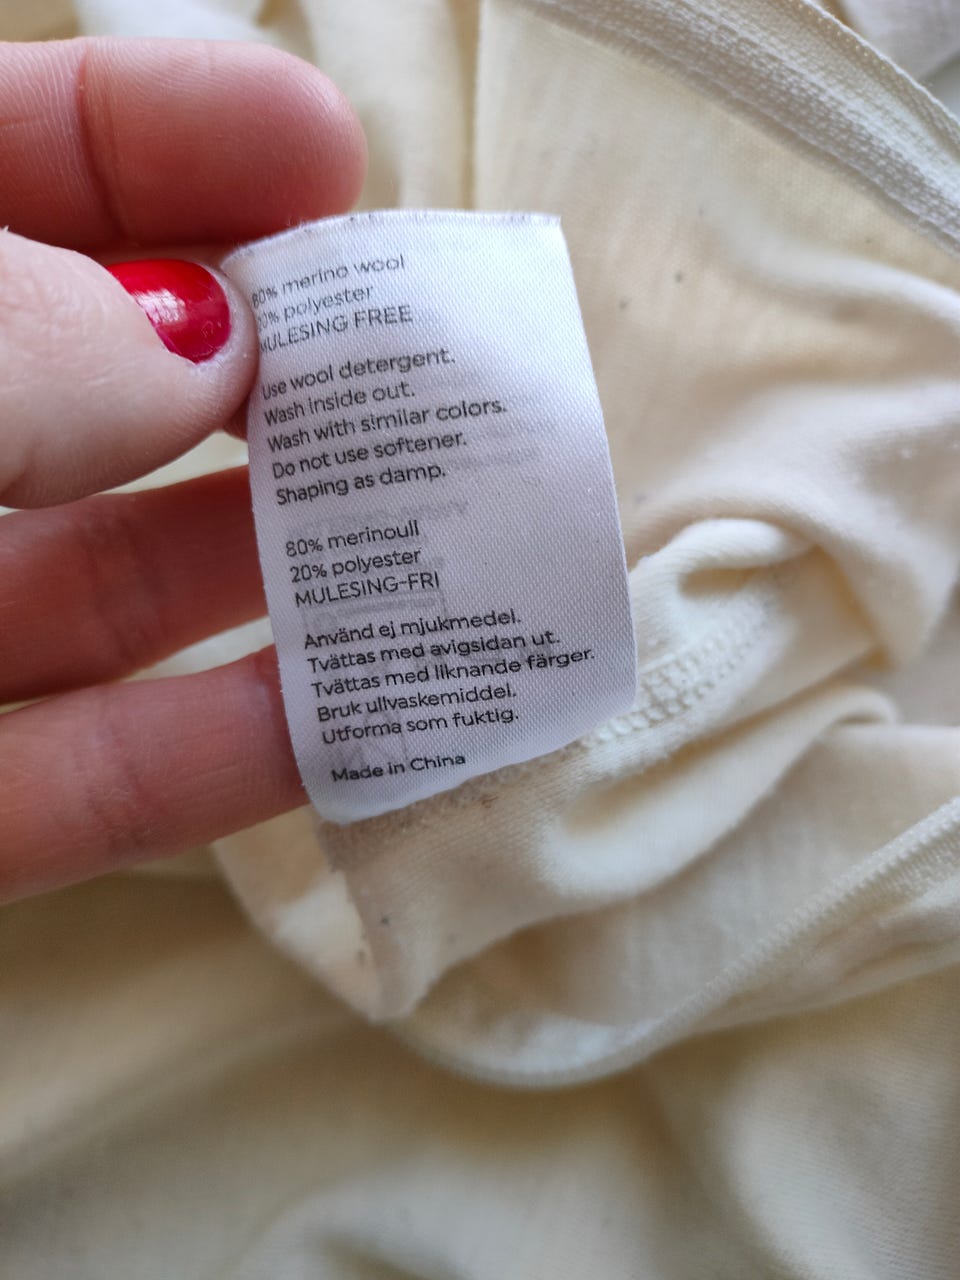 80% merino wool
20% polyester
MULESING FREE
Use wool detergent.
Wash inside out.
Wash with similar colors.
Do not use softener.
Shaping as damp.
80% merinoull
20% polyester
MULESING-FRI
Använd ej mjukmedel.
Tvättas med avigsidan ut.
Tvättas med liknande färger.
Bruk ullvaskemiddel.
Utforma som fuktig.
Made in China